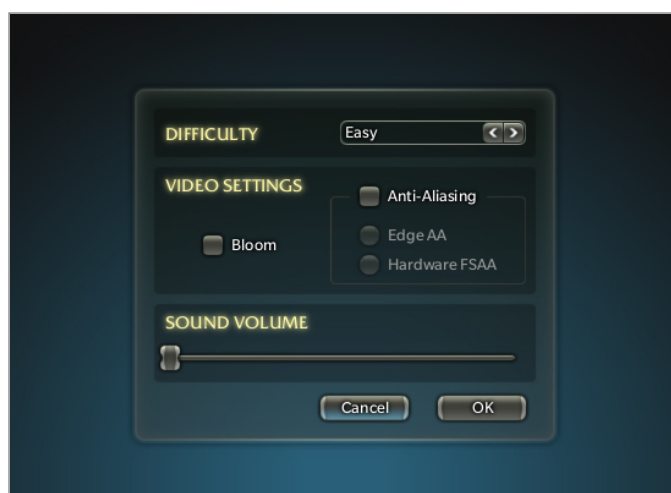 DIFFICULTY
Easy
VIDEO SETTINGS
Anti-Aliasing
Bloom
Edge AA
Hardware FSAA
SOUND VOLUME
Cancel
OK